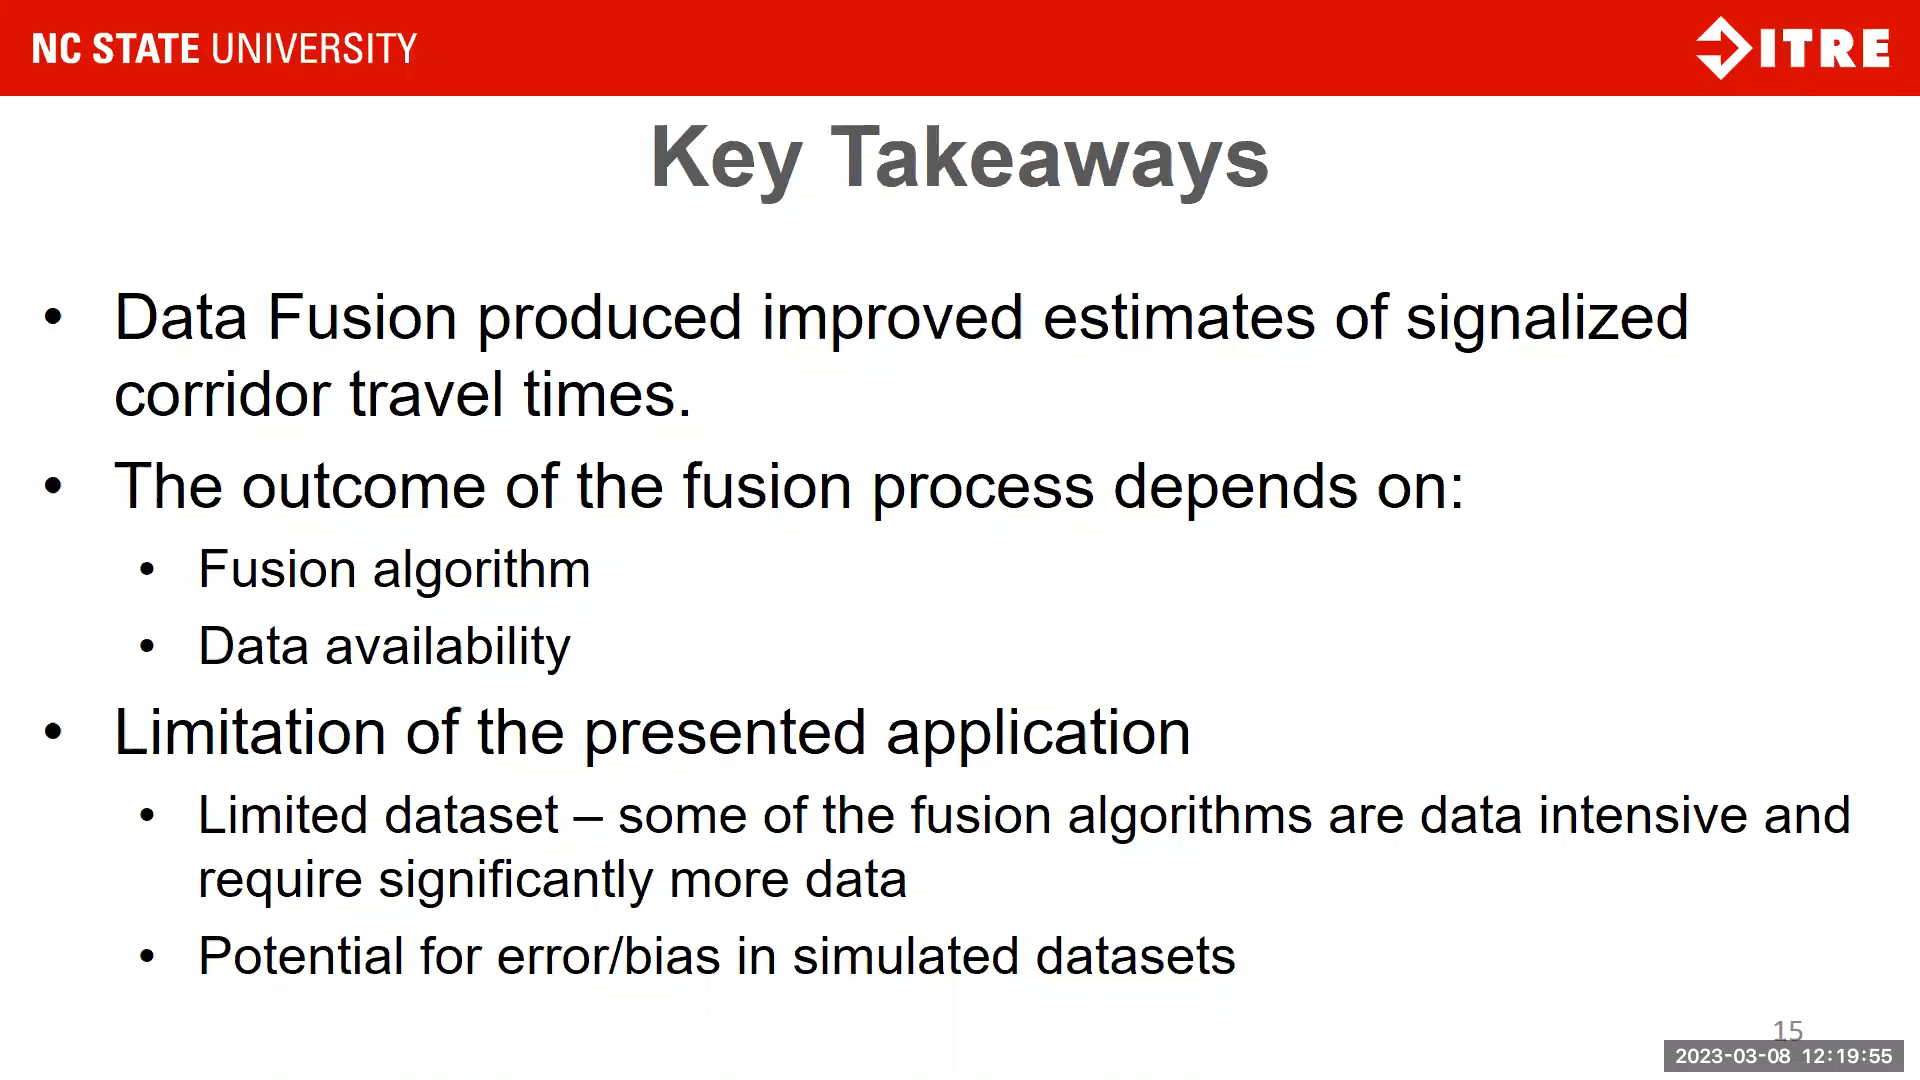 NC STATE UNIVERSITY
ITRE
Key Takeaways
• Data Fusion produced improved estimates of signalized
corridor travel times.
• The outcome of the fusion process depends on:
• Fusion algorithm
• Data availability
• Limitation of the presented application
• Limited dataset – some of the fusion algorithms are data intensive and
require significantly more data
• Potential for error/bias in simulated datasets
15
2023-03-08 12:19:55